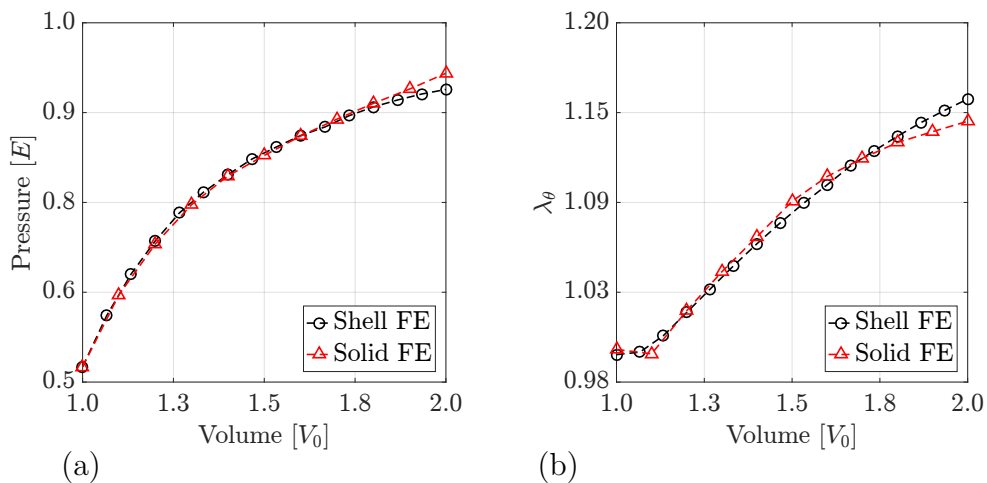 1.0
0.9
0.8
0.6
0.5
Pressure [E]
1.0 1.3 1.5 1.8 2.0
Volume [V₀]
Shell FE
Solid FE
(a)
1.20
1.15
1.09
1.03
0.98
λ_θ
1.0 1.3 1.5 1.8 2.0
Volume [V₀]
Shell FE
Solid FE
(b)